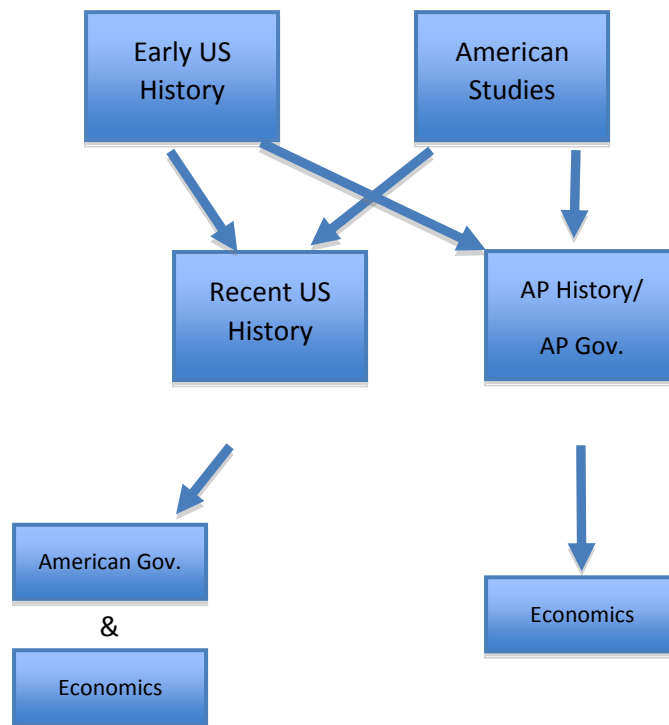 Early US
History
American
Studies
Recent US
History
AP History/
AP Gov.
American Gov.
&
Economics
Economics